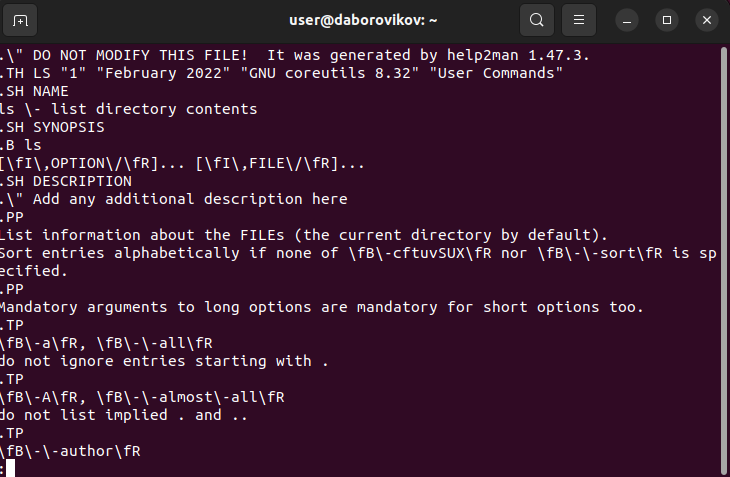 user@daborovikov: ~
.\" DO NOT MODIFY THIS FILE!  It was generated by help2man 1.47.3.
.TH LS "1" "February 2022" "GNU coreutils 8.32" "User Commands"
.SH NAME
ls \- list directory contents
.SH SYNOPSIS
.B ls
[\fI\,OPTION\/\fR]... [\fI\,FILE\/\fR]...
.SH DESCRIPTION
.\" Add any additional description here
.PP
List information about the FILEs (the current directory by default).
Sort entries alphabetically if none of \fB\-cftuvSUX\fR nor \fB\-\-sort\fR is sp
ecified.
.PP
Mandatory arguments to long options are mandatory for short options too.
.TP
\fB\-a\fR, \fB\-\-all\fR
do not ignore entries starting with .
.TP
\fB\-A\fR, \fB\-\-almost\-all\fR
do not list implied . and ..
.TP
\fB\-\-author\fR
: